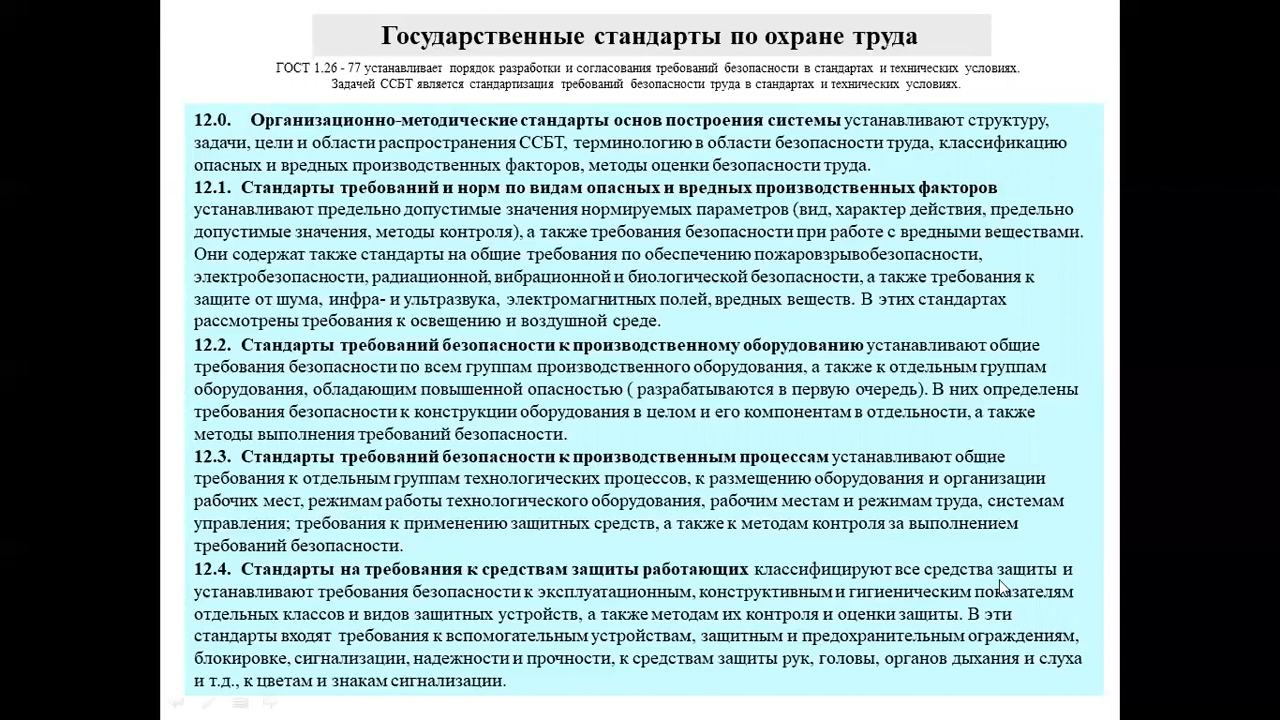 Государственные стандарты по охране труда
ГОСТ 1.26 - 77 устанавливает порядок разработки и согласования требований безопасности в стандартах и технических условиях.
Задачей ССБТ является стандартизация требований безопасности труда в стандартах и технических условиях.
12.0. Организационно-методические стандарты основ построения системы устанавливают структуру,
задачи, цели и области распространения ССБТ, терминологию в области безопасности труда, классификацию
опасных и вредных производственных факторов, методы оценки безопасности труда.
12.1. Стандарты требований и норм по видам опасных и вредных производственных факторов
устанавливают предельно допустимые значения нормируемых параметров (вид, характер действия, предельно
допустимые значения, методы контроля), а также требования безопасности при работе с вредными веществами.
Они содержат также стандарты на общие требования по обеспечению пожаровзрывобезопасности,
электробезопасности, радиационной, вибрационной и биологической безопасности, а также требования к
защите от шума, инфра- и ультразвука, электромагнитных полей, вредных веществ. В этих стандартах
рассмотрены требования к освещению и воздушной среде.
12.2. Стандарты требований безопасности к производственному оборудованию устанавливают общие
требования безопасности по всем группам производственного оборудования, а также к отдельным группам
оборудования, обладающим повышенной опасностью ( разрабатываются в первую очередь). В них определены
требования безопасности к конструкции оборудования в целом и его компонентам в отдельности, а также
методы выполнения требований безопасности.
12.3. Стандарты требований безопасности к производственным процессам устанавливают общие
требования к отдельным группам технологических процессов, к размещению оборудования и организации
рабочих мест, режимам работы технологического оборудования, рабочим местам и режимам труда, системам
управления; требования к применению защитных средств, а также к методам контроля за выполнением
требований безопасности.
12.4. Стандарты на требования к средствам защиты работающих классифицируют все средства защиты и
устанавливают требования безопасности к эксплуатационным, конструктивным и гигиеническим показателям
отдельных классов и видов защитных устройств, а также методам их контроля и оценки защиты. В эти
стандарты входят требования к вспомогательным устройствам, защитным и предохранительным ограждениям,
блокировке, сигнализации, надежности и прочности, к средствам защиты рук, головы, органов дыхания и слуха
и т.д., к цветам и знакам сигнализации.